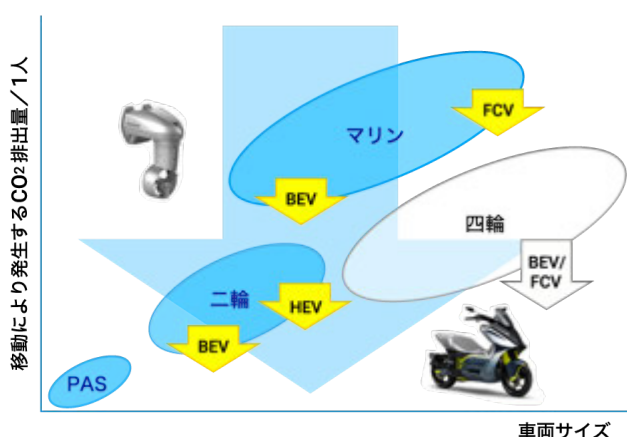 移動により発生するCO2排出量／1人
FCV
マリン
BEV
四輪
BEV/
FCV
二輪
HEV
BEV
PAS
車両サイズ